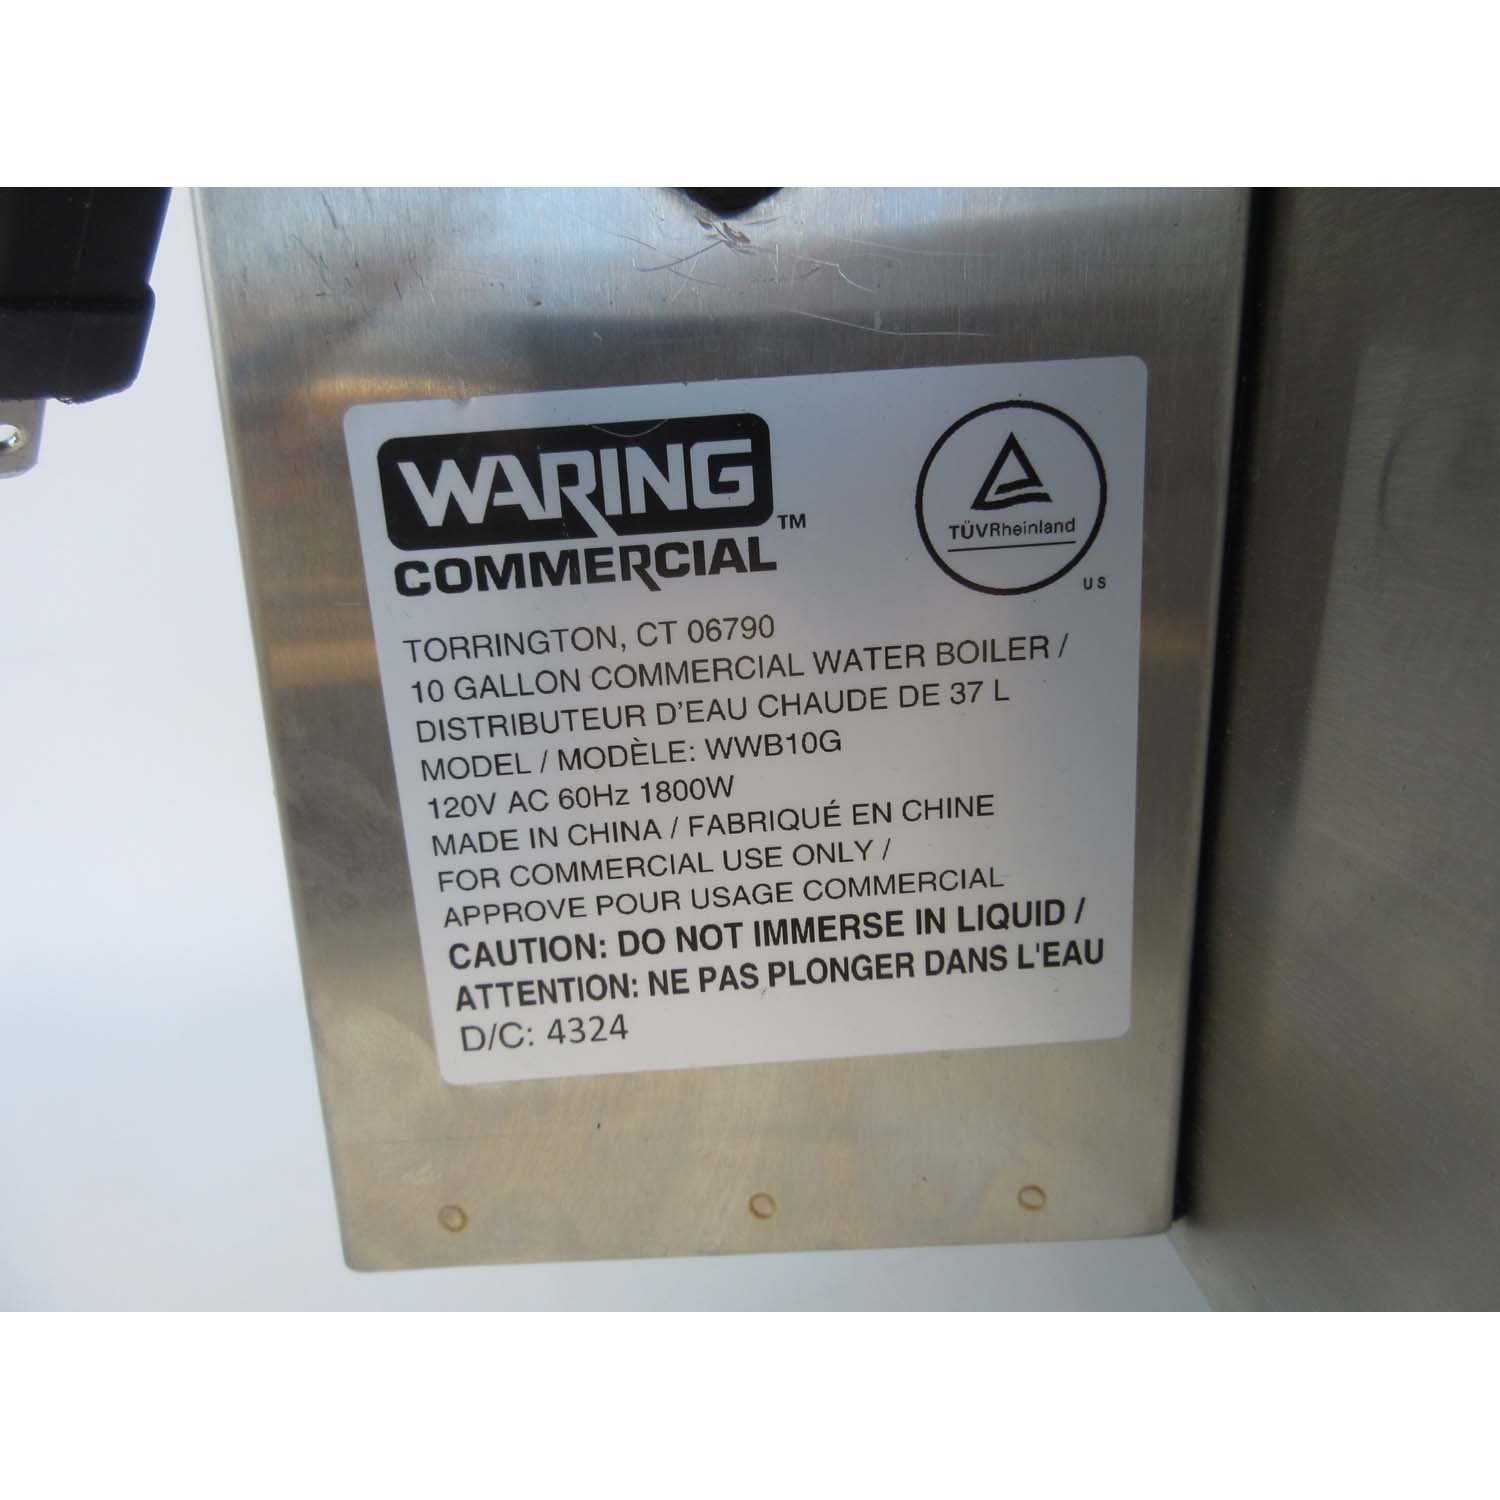 WARING
™
COMMERCIAL
TÜVRheinland
US
TORRINGTON, CT 06790
10 GALLON COMMERCIAL WATER BOILER /
DISTRIBUTEUR D'EAU CHAUDE DE 37 L
MODEL / MODÈLE: WWB10G
120V AC 60Hz 1800W
MADE IN CHINA / FABRIQUÉ EN CHINE
FOR COMMERCIAL USE ONLY /
APPROVE POUR USAGE COMMERCIAL
CAUTION: DO NOT IMMERSE IN LIQUID /
ATTENTION: NE PAS PLONGER DANS L'EAU
D/C: 4324